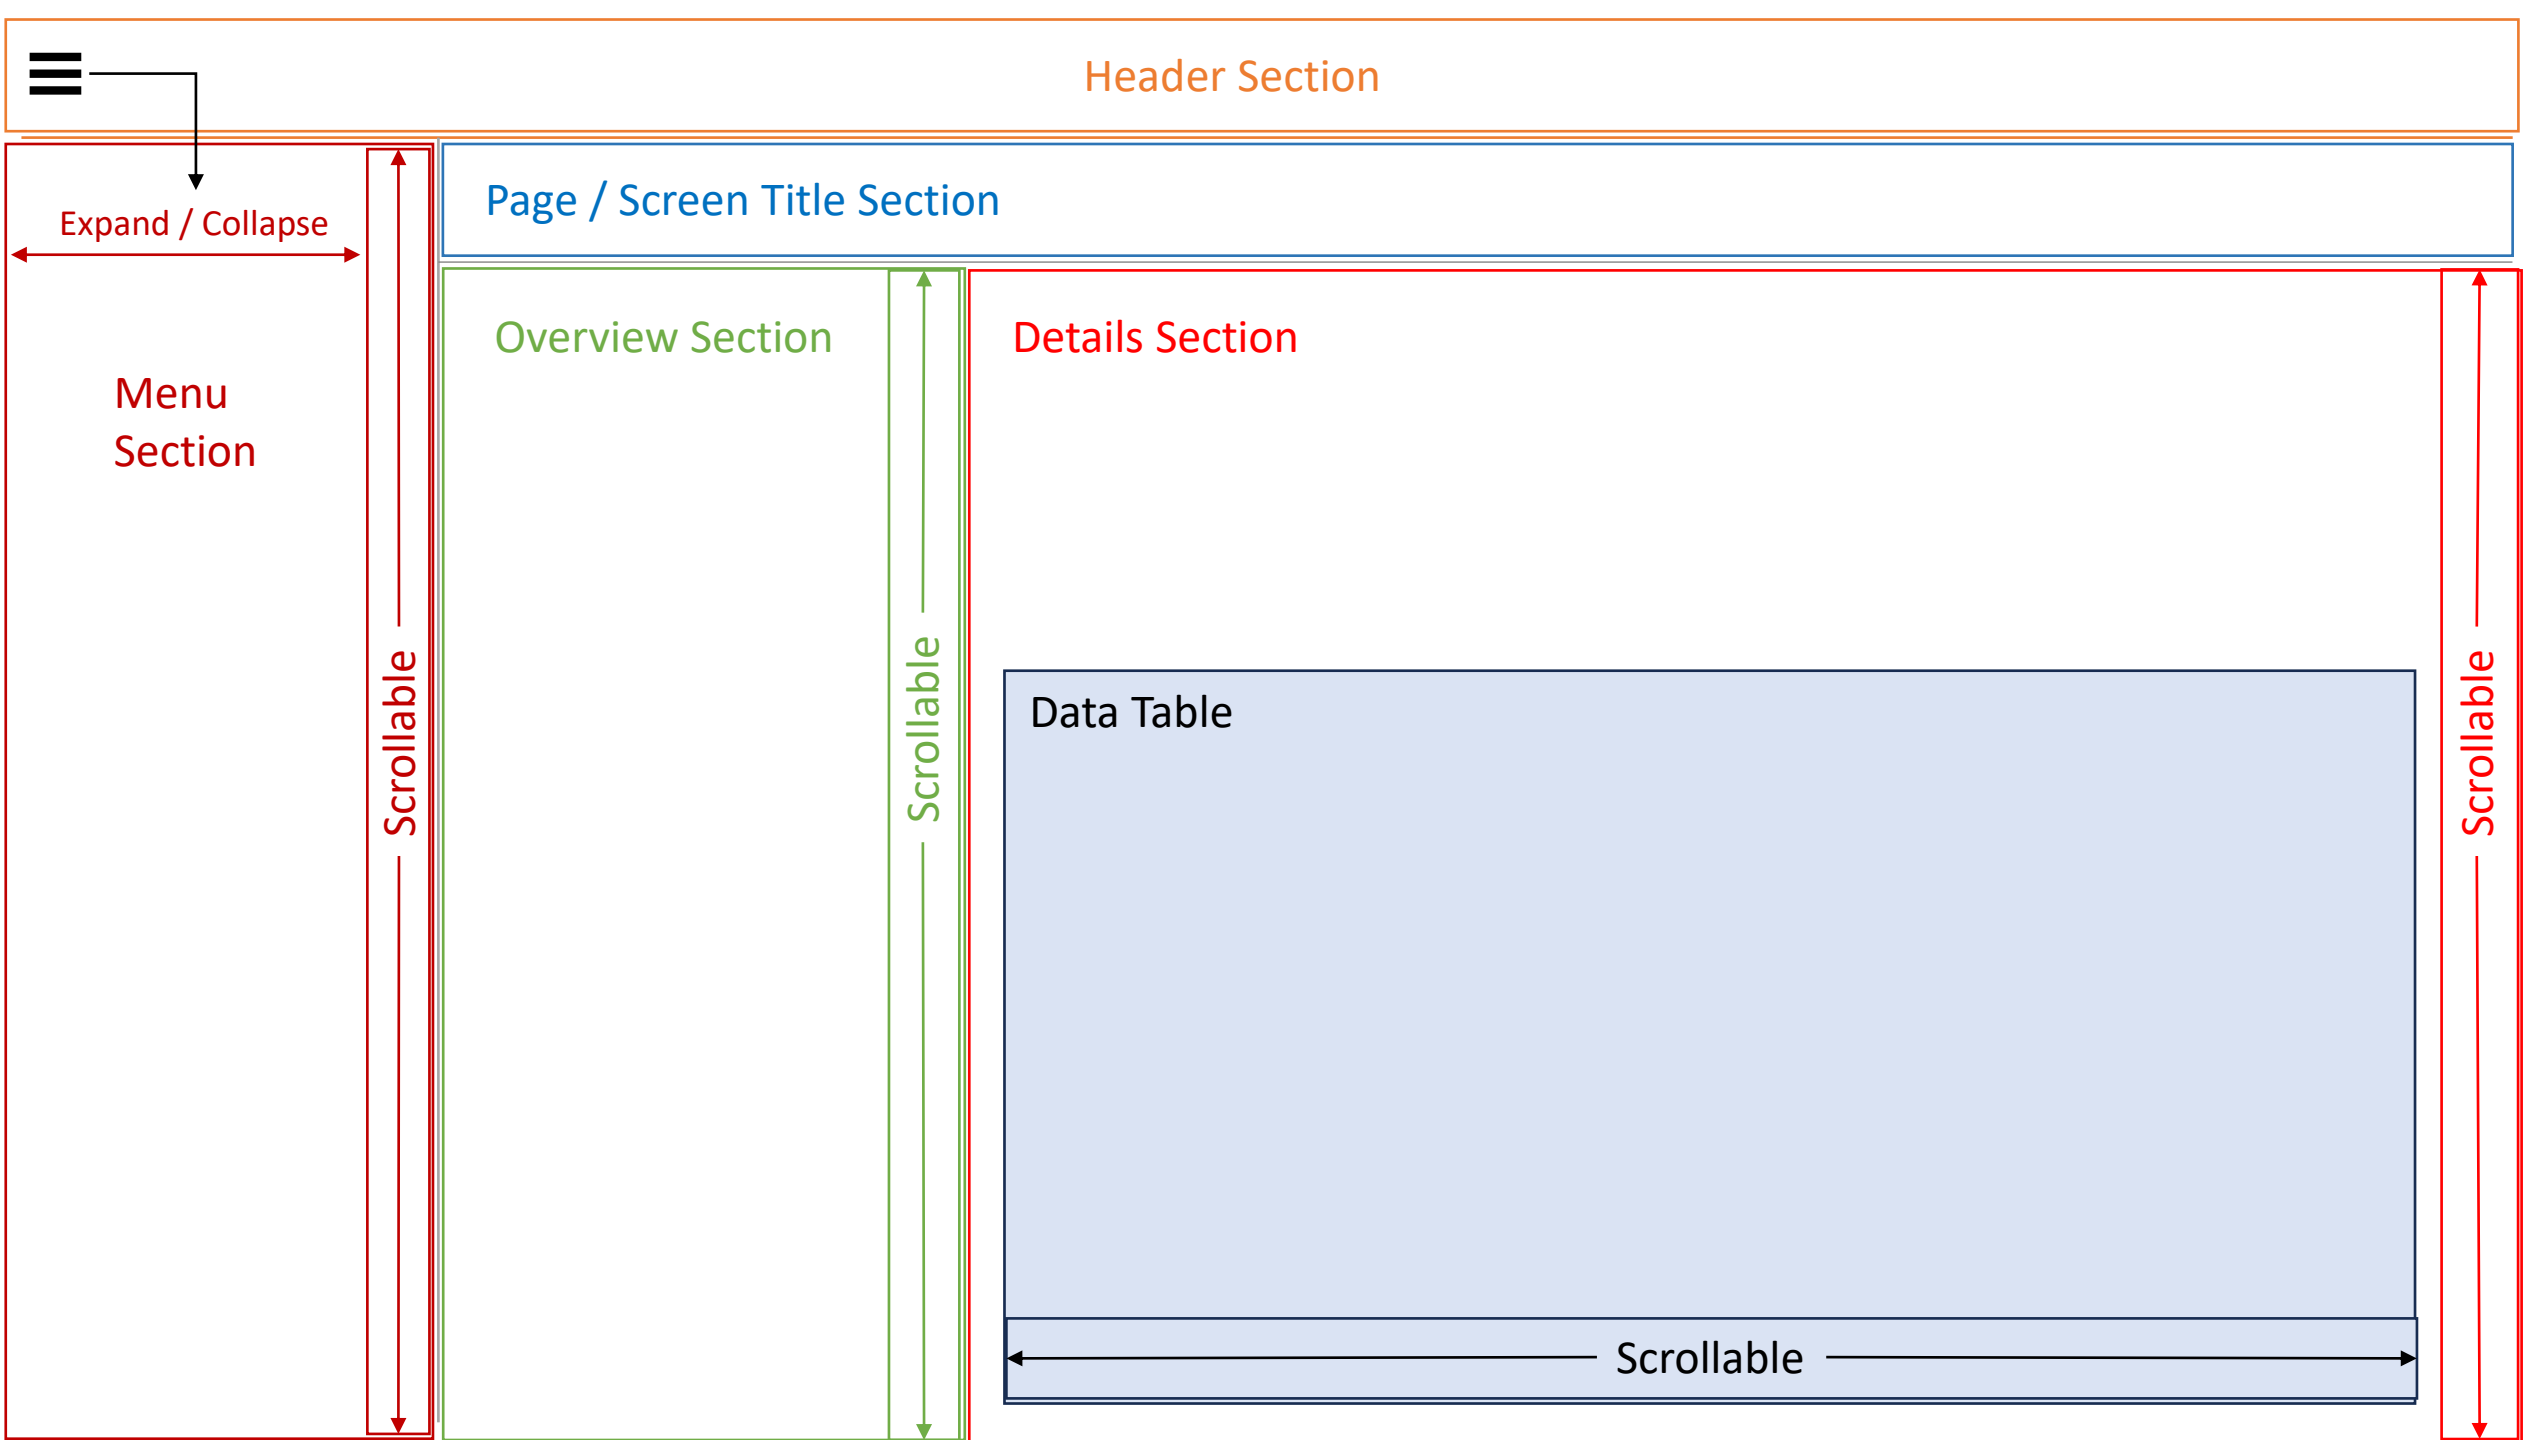 Header Section
Expand / Collapse
Page / Screen Title Section
Menu
Section
Scrollable
Overview Section
Scrollable
Details Section
Scrollable
Data Table
Scrollable